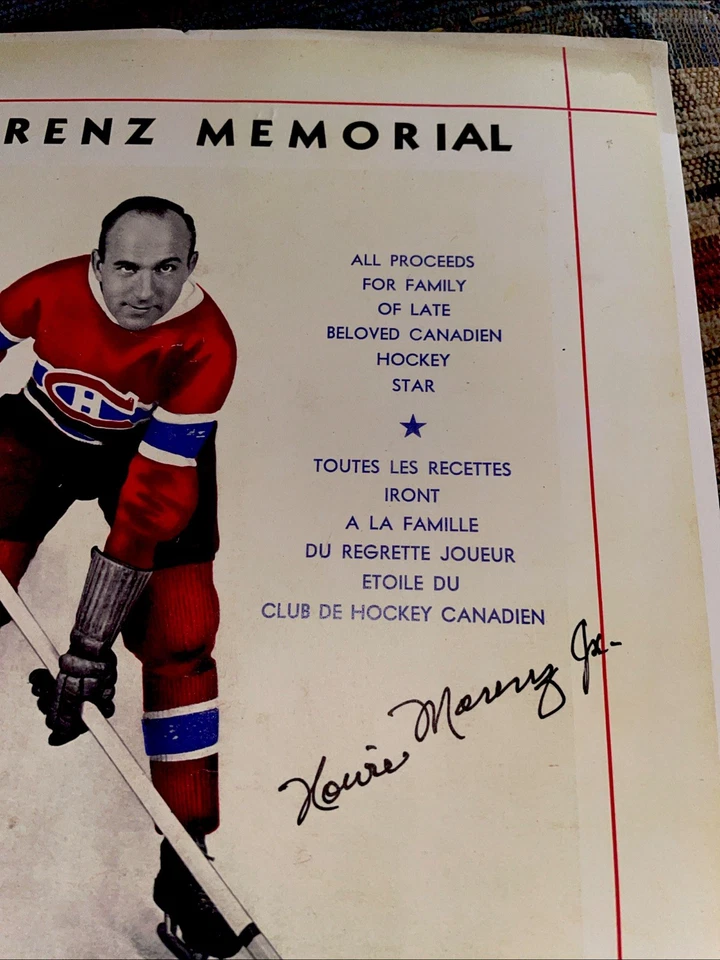 RENZ MEMORIAL
ALL PROCEEDS
FOR FAMILY
OF LATE
BELOVED CANADIEN
HOCKEY
STAR
TOUTES LES RECETTES
IRONT
A LA FAMILLE
DU REGRETTE JOUEUR
ETOILE DU
CLUB DE HOCKEY CANADIEN
Howie Morenz Jr.
CH